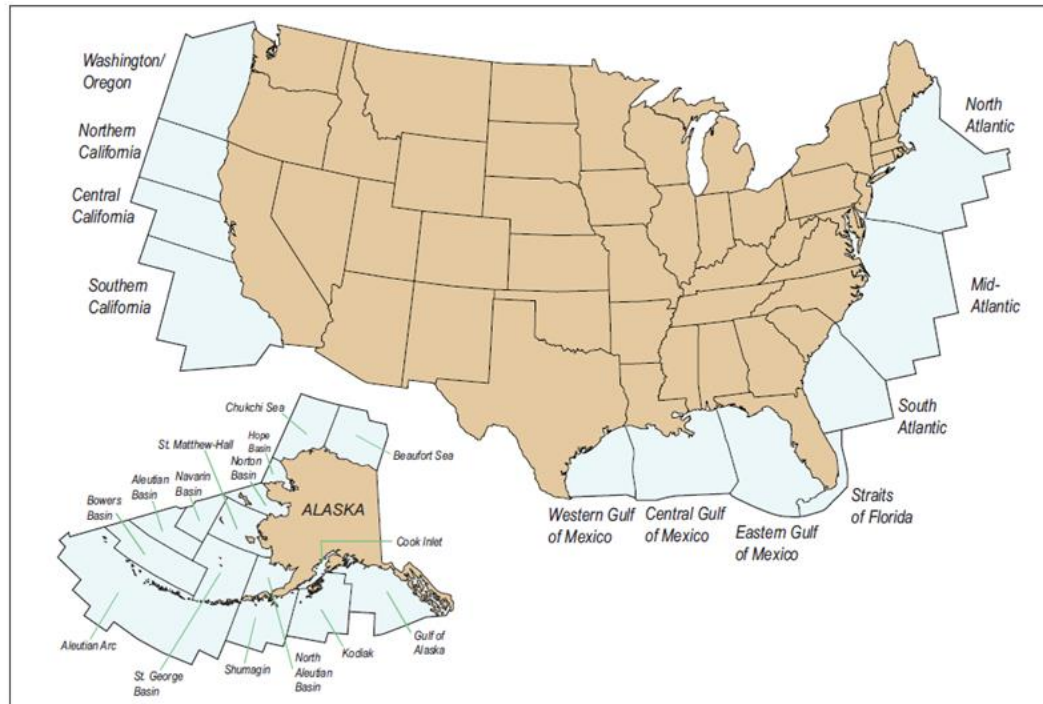 Washington/
Oregon
Northern
California
Central
California
Southern
California
North
Atlantic
Mid-
Atlantic
South
Atlantic
Straits
of Florida
Western Gulf
of Mexico
Central Gulf
of Mexico
Eastern Gulf
of Mexico
Chukchi Sea
Beaufort Sea
Hope
Basin
St. Matthew-Hall
Norton
Basin
Navarin
Basin
Aleutian
Basin
Bowers
Basin
ALASKA
Cook Inlet
Aleutian Arc
St. George
Basin
Shumagin
North
Aleutian
Basin
Kodiak
Gulf of
Alaska